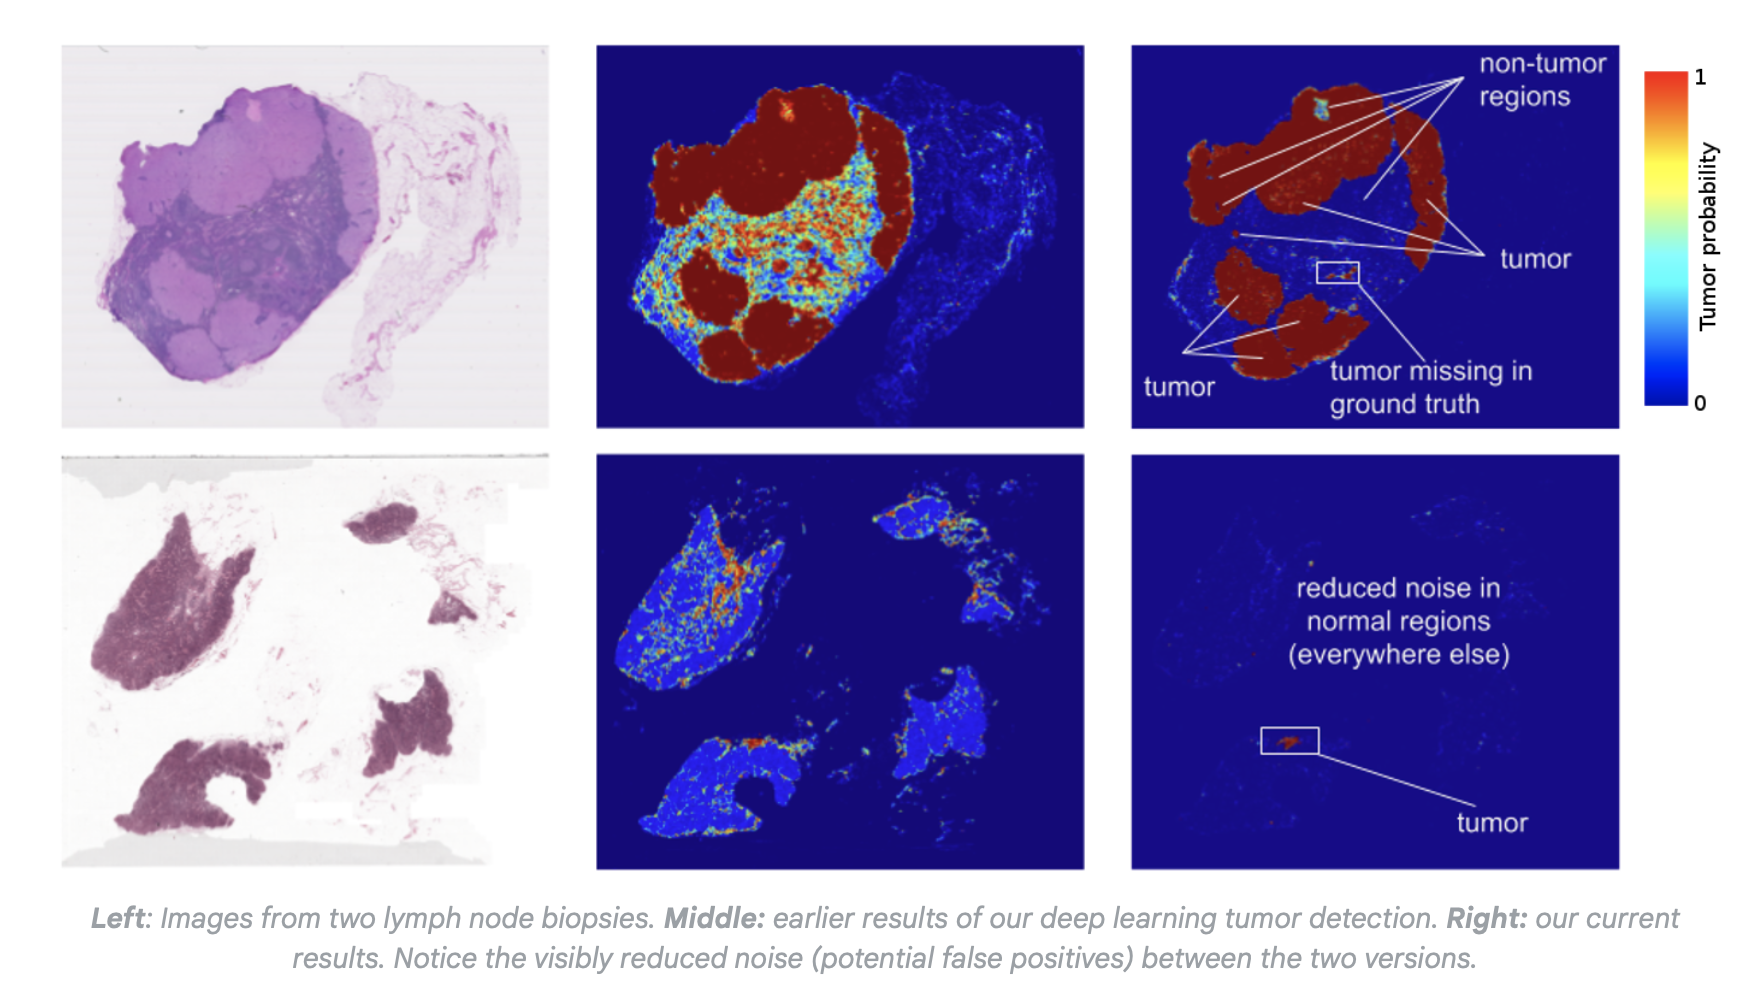 non-tumor
regions
tumor
tumor
tumor missing in
ground truth
1
Tumor probability
0
reduced noise in
normal regions
(everywhere else)
tumor
Left: Images from two lymph node biopsies. Middle: earlier results of our deep learning tumor detection. Right: our current
results. Notice the visibly reduced noise (potential false positives) between the two versions.